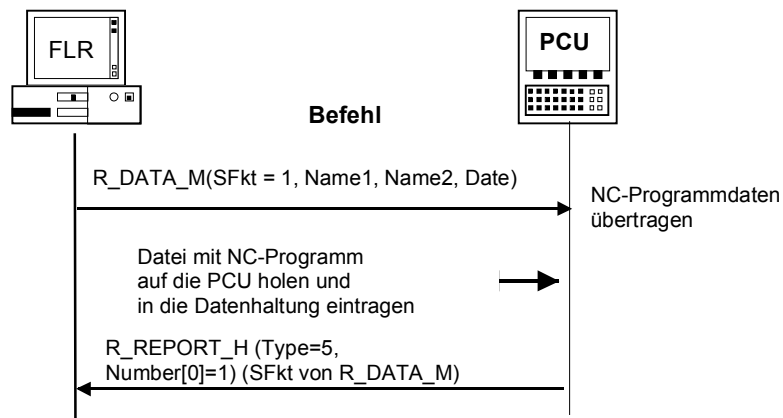 FLR
PCU
Befehl
R_DATA_M(SFkt = 1, Name1, Name2, Date)
NC-Programmdaten
übertragen
Datei mit NC-Programm
auf die PCU holen und
in die Datenhaltung eintragen
R_REPORT_H (Type=5,
Number[0]=1) (SFkt von R_DATA_M)